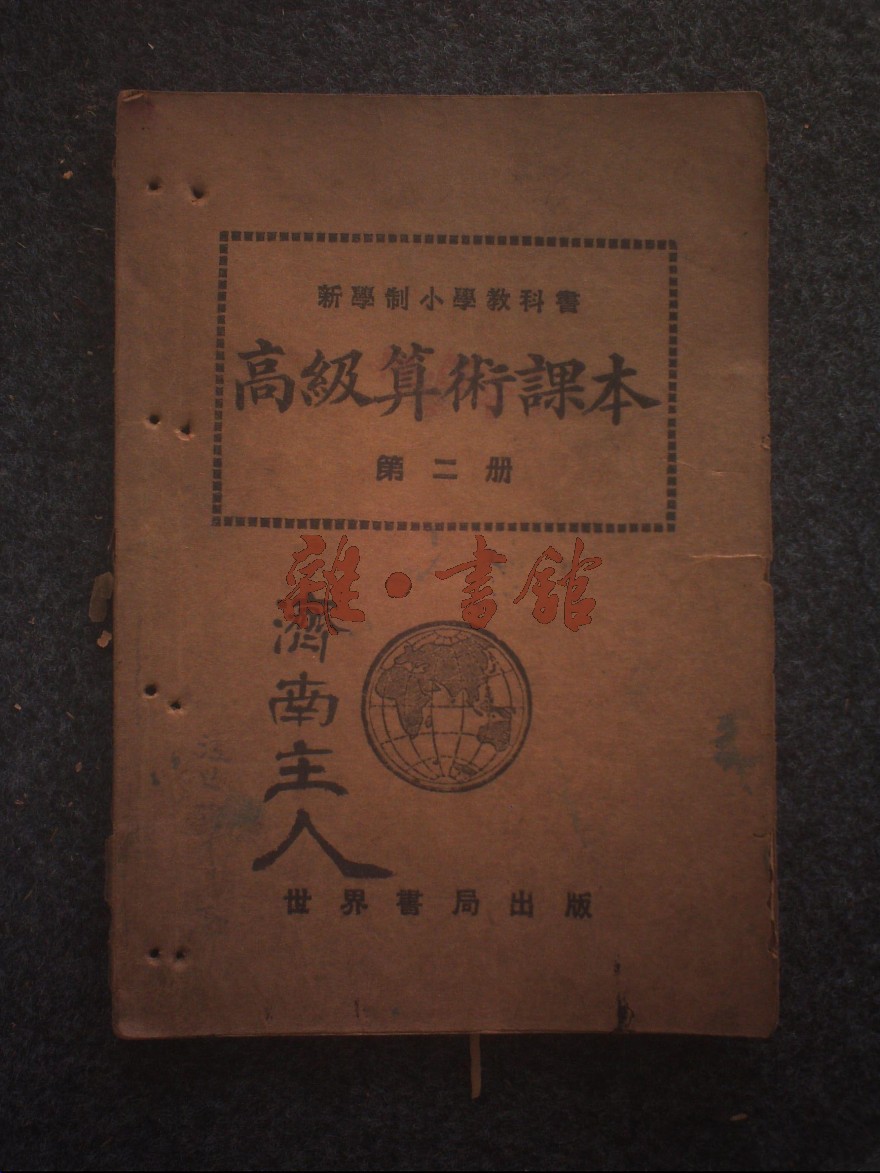 新學制小學教科書
高級算術課本
第二册
雜·書館
濟南主人
世界書局出版